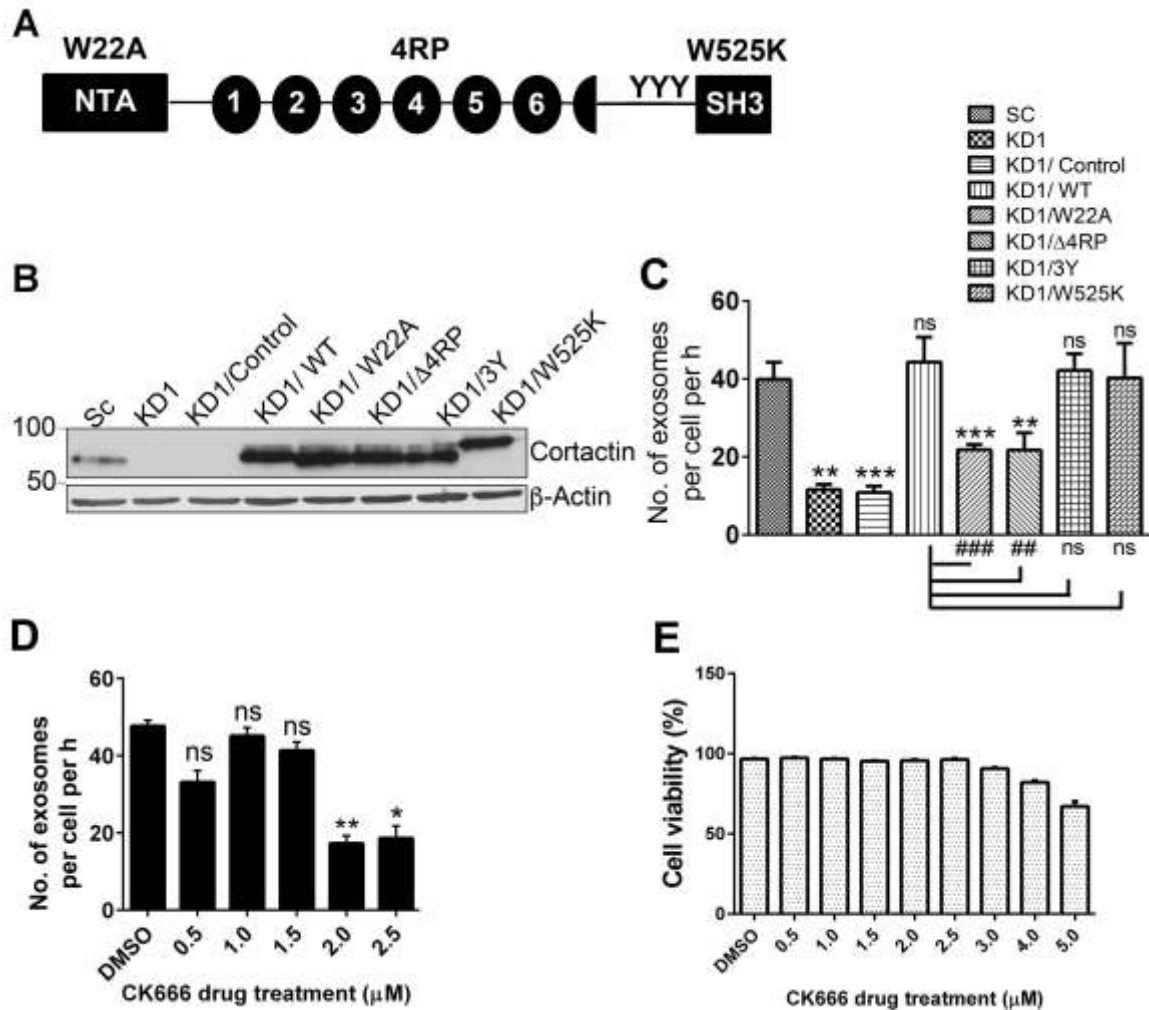 A
W22A 4RP W525K
NTA 1 2 3 4 5 6 YYY SH3
SC
KD1
KD1/ Control
KD1/ WT
KD1/W22A
KD1/Δ4RP
KD1/3Y
KD1/W525K
B
Sc KD1 KD1/Control KD1/ WT KD1/ W22A KD1/Δ4RP KD1/3Y KD1/W525K
100
Cortactin
50
β-Actin
C
No. of exosomes
per cell per h
60
40
20
0
** *** ns *** ** ns ns
### ## ns ns
D
No. of exosomes
per cell per h
60
40
20
0
ns ns ns ** *
DMSO 0.5 1.0 1.5 2.0 2.5
CK666 drug treatment (μM)
E
Cell viability (%)
150
100
50
0
DMSO 0.5 1.0 1.5 2.0 2.5 3.0 4.0 5.0
CK666 drug treatment (μM)